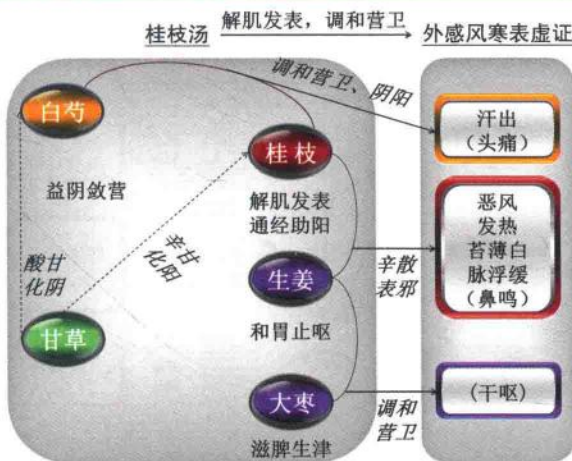 桂枝汤
解肌发表，调和营卫
外感风寒表虚证
调和营卫、阴阳
白芍
益阴敛营
桂枝
解肌发表
通经助阳
酸甘
化阴
辛甘
化阳
甘草
生姜
和胃止呕
大枣
滋脾生津
辛散
表邪
调和
营卫
汗出
（头痛）
恶风
发热
苔薄白
脉浮缓
（鼻鸣）
(干呕)